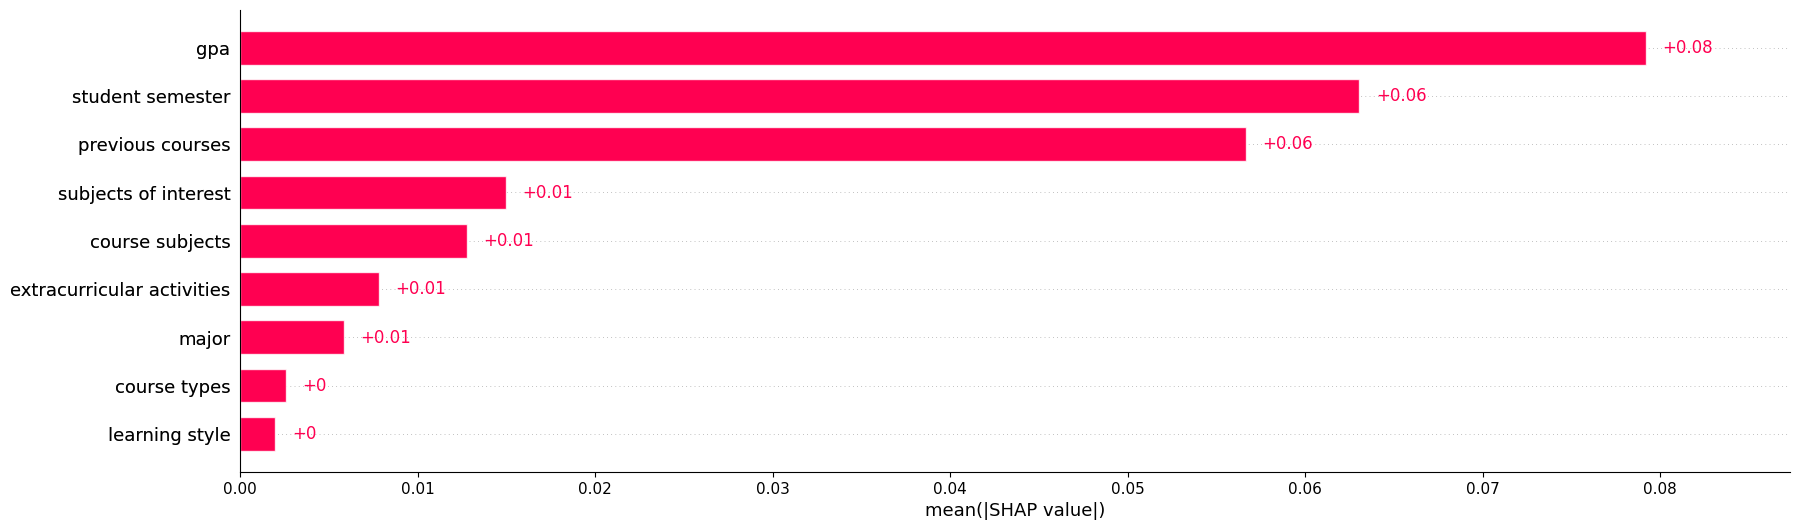 gpa +0.08
student semester +0.06
previous courses +0.06
subjects of interest +0.01
course subjects +0.01
extracurricular activities +0.01
major +0.01
course types +0
learning style +0
0.00 0.01 0.02 0.03 0.04 0.05 0.06 0.07 0.08
mean(|SHAP value|)